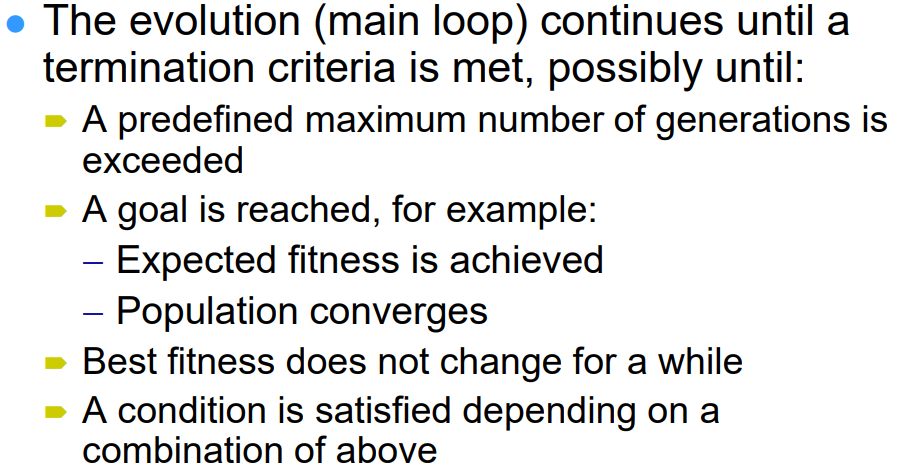 The evolution (main loop) continues until a
termination criteria is met, possibly until:
A predefined maximum number of generations is
exceeded
A goal is reached, for example:
– Expected fitness is achieved
– Population converges
Best fitness does not change for a while
A condition is satisfied depending on a
combination of above